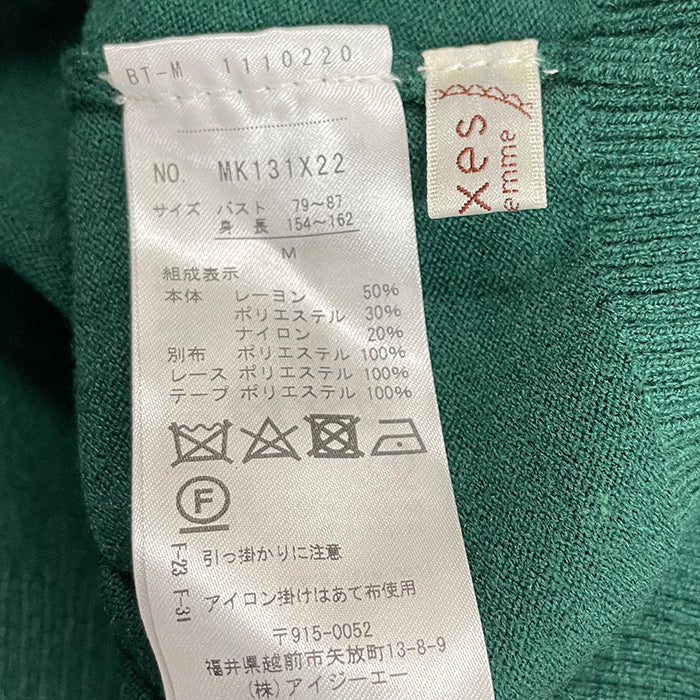 BT-M 1110220
NO. MK131X22
サイズ バスト 79~87
身長 154~162
M
組成表示
本体 レーヨン 50%
ポリエステル 30%
ナイロン 20%
別布 ポリエステル 100%
レース ポリエステル 100%
テープ ポリエステル 100%
F
F-23 F-31
引っ掛かりに注意
アイロン掛けはあて布使用
〒915-0052
福井県越前市矢放町13-8-9
(株)アイジーエー
xes
emme